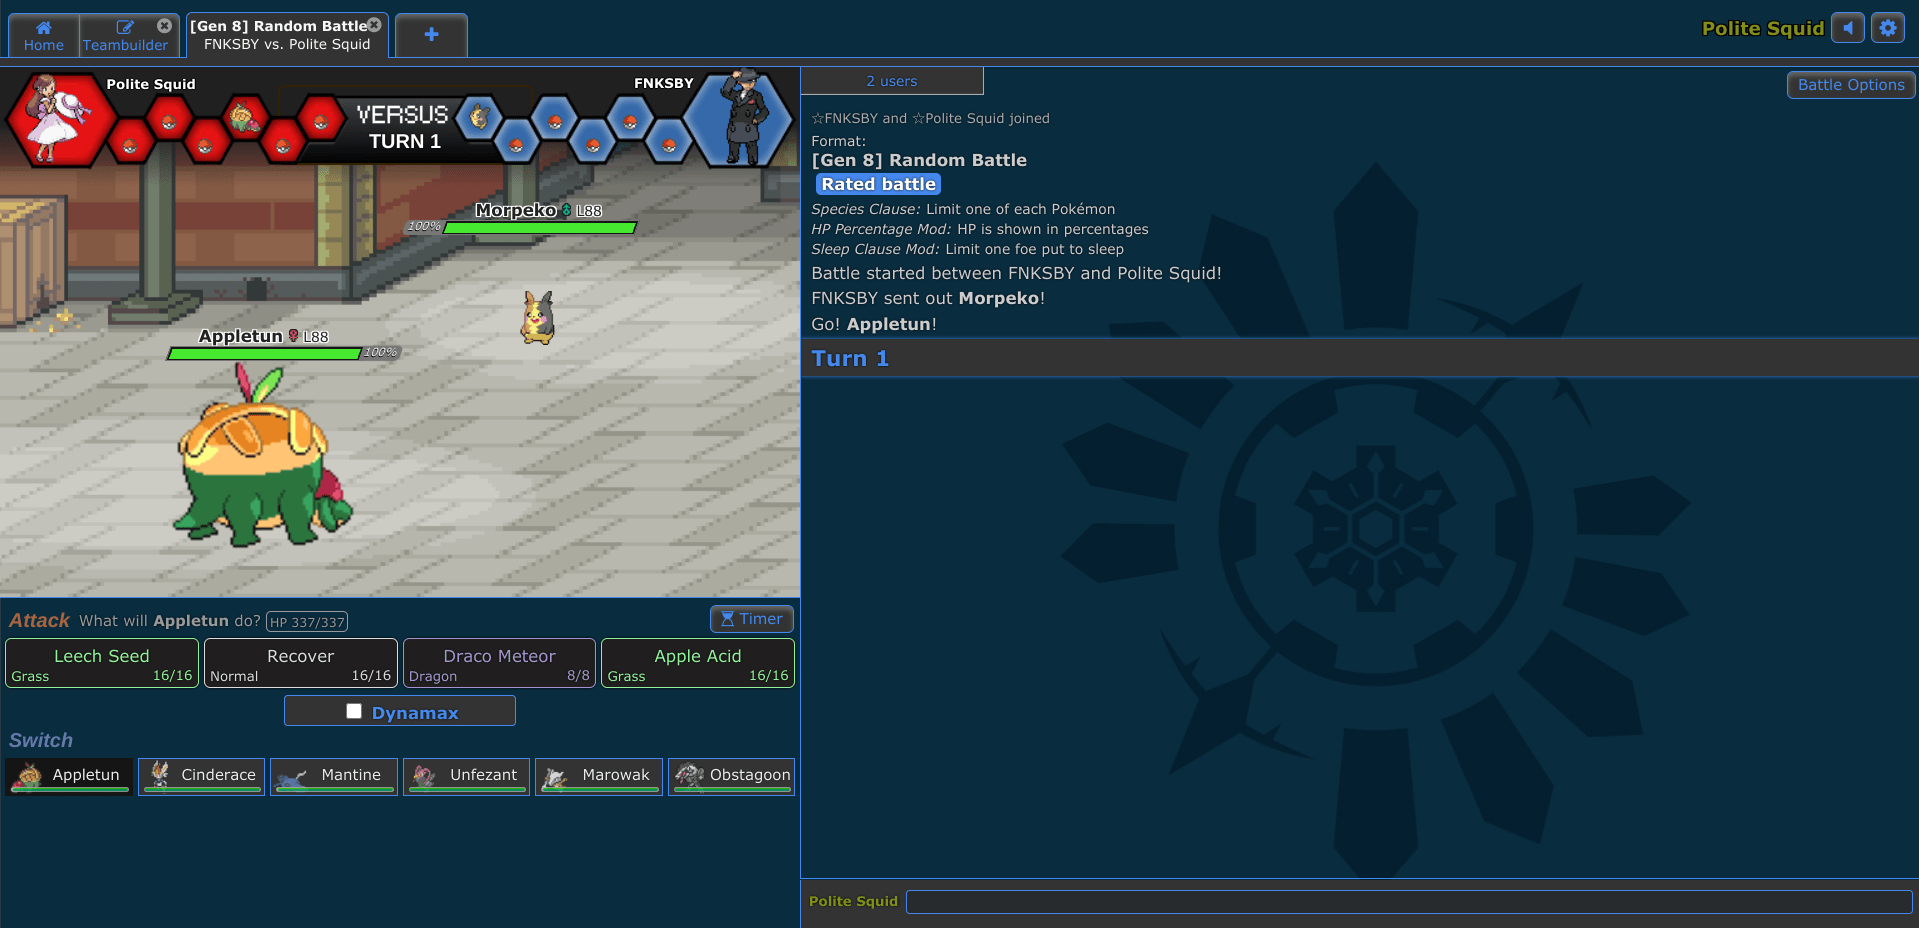 Home
Teambuilder
[Gen 8] Random Battle
FNKSBY vs. Polite Squid
+
Polite Squid
Polite Squid
FNKSBY
VERSUS
TURN 1
Morpeko L88
100%
Appletun L88
100%
2 users
Battle Options
☆FNKSBY and ☆Polite Squid joined
Format:
[Gen 8] Random Battle
Rated battle
Species Clause: Limit one of each Pokémon
HP Percentage Mod: HP is shown in percentages
Sleep Clause Mod: Limit one foe put to sleep
Battle started between FNKSBY and Polite Squid!
FNKSBY sent out Morpeko!
Go! Appletun!
Turn 1
Attack What will Appletun do? HP 337/337
Timer
Leech Seed
Grass 16/16
Recover
Normal 16/16
Draco Meteor
Dragon 8/8
Apple Acid
Grass 16/16
Dynamax
Switch
Appletun
Cinderace
Mantine
Unfezant
Marowak
Obstagoon
Polite Squid